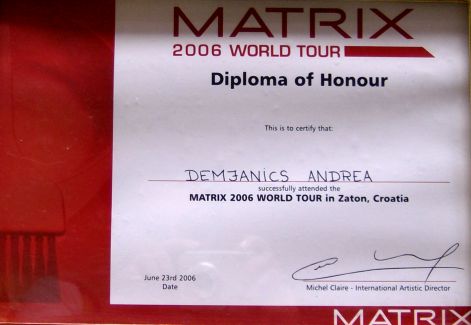 MATRIX
2006 WORLD TOUR
Diploma of Honour
This is to certify that:
DEMJANICS ANDREA
successfully attended the
MATRIX 2006 WORLD TOUR in Zaton, Croatia
June 23rd 2006
Date
Michel Claire - International Artistic Director
MATRIX